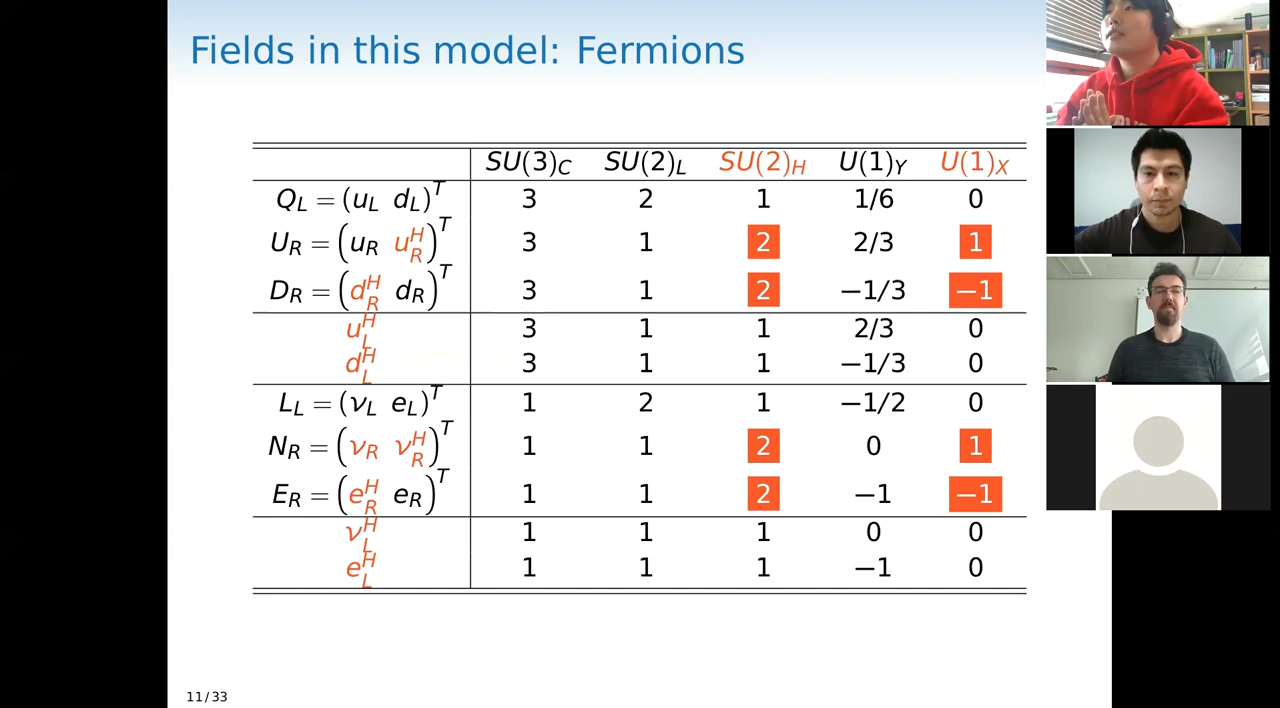 Fields in this model: Fermions
SU(3)_C SU(2)_L SU(2)_H U(1)_Y U(1)_X
Q_L = (u_L d_L)^T 3 2 1 1/6 0
U_R = (u_R u_R^H)^T 3 1 2 2/3 1
D_R = (d_R^H d_R)^T 3 1 2 −1/3 −1
u_L^H 3 1 1 2/3 0
d_L^H 3 1 1 −1/3 0
L_L = (ν_L e_L)^T 1 2 1 −1/2 0
N_R = (ν_R ν_R^H)^T 1 1 2 0 1
E_R = (e_R^H e_R)^T 1 1 2 −1 −1
ν_L^H 1 1 1 0 0
e_L^H 1 1 1 −1 0
11/33